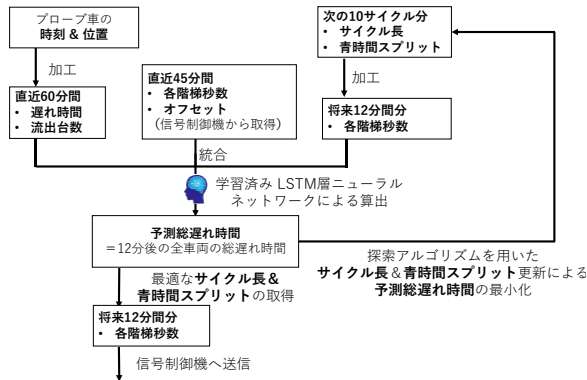 プローブ車の
時刻 & 位置
加工
直近60分間
• 遅れ時間
• 流出台数
直近45分間
• 各階梯秒数
• オフセット
(信号制御機から取得)
次の10サイクル分
• サイクル長
• 青時間スプリット
加工
将来12分間分
• 各階梯秒数
統合
学習済み LSTM層ニューラル
ネットワークによる算出
予測総遅れ時間
＝12分後の全車両の総遅れ時間
探索アルゴリズムを用いた
サイクル長＆青時間スプリット更新による
予測総遅れ時間の最小化
最適なサイクル長＆
青時間スプリットの取得
将来12分間分
• 各階梯秒数
信号制御機へ送信